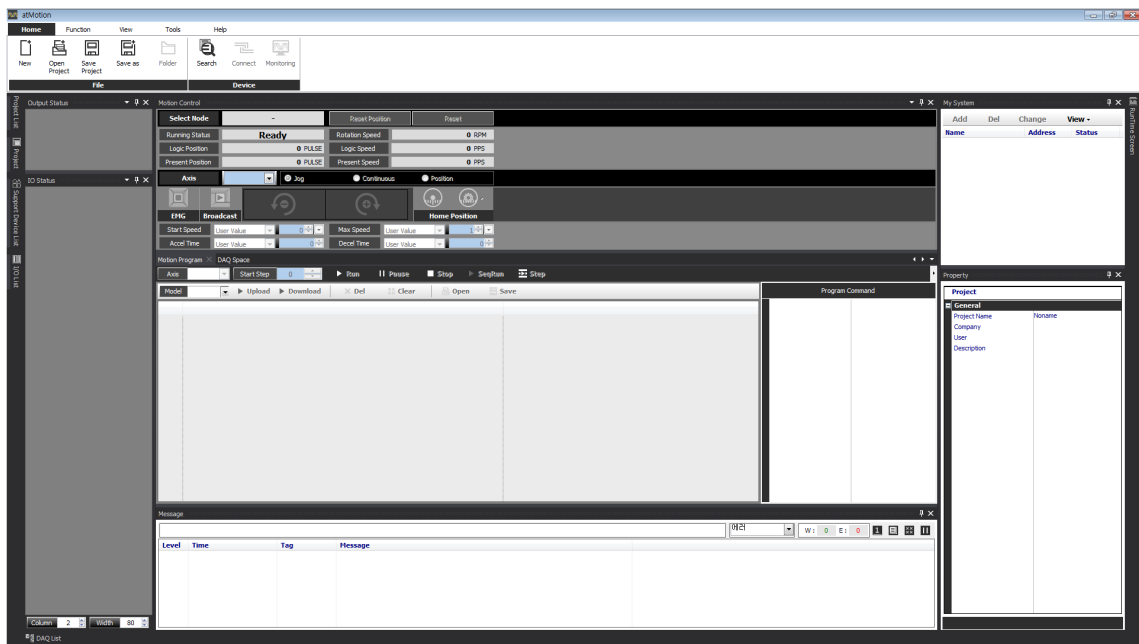 atMotion
Home Function View Tools Help
New Open Project Save Project Save as Folder Search Connect Monitoring
File Device
Project List
Project
Support Device List
I/O List
Output Status
IO Status
Column 2 Width 80
DAQ List
Motion Control
Select Node - Reset Position Reset
Running Status Ready Rotation Speed 0 RPM
Logic Position 0 PULSE Logic Speed 0 PPS
Present Position 0 PULSE Present Speed 0 PPS
Axis Jog Continuous Position
EMG Broadcast Home Position
Start Speed User Value 0 Max Speed User Value 1
Accel Time User Value 0 Decel Time User Value 0
Motion Program DAQ Space
Axis Start Step 0 Run Pause Stop SeqRun Step
Model Upload Download Del Clear Open Save
Program Command
Message
에러 W : 0 E : 0 1
Level Time Tag Message
My System
Add Del Change View
Name Address Status
Property
Project
General
Project Name Noname
Company
User
Description
RunTime Screen